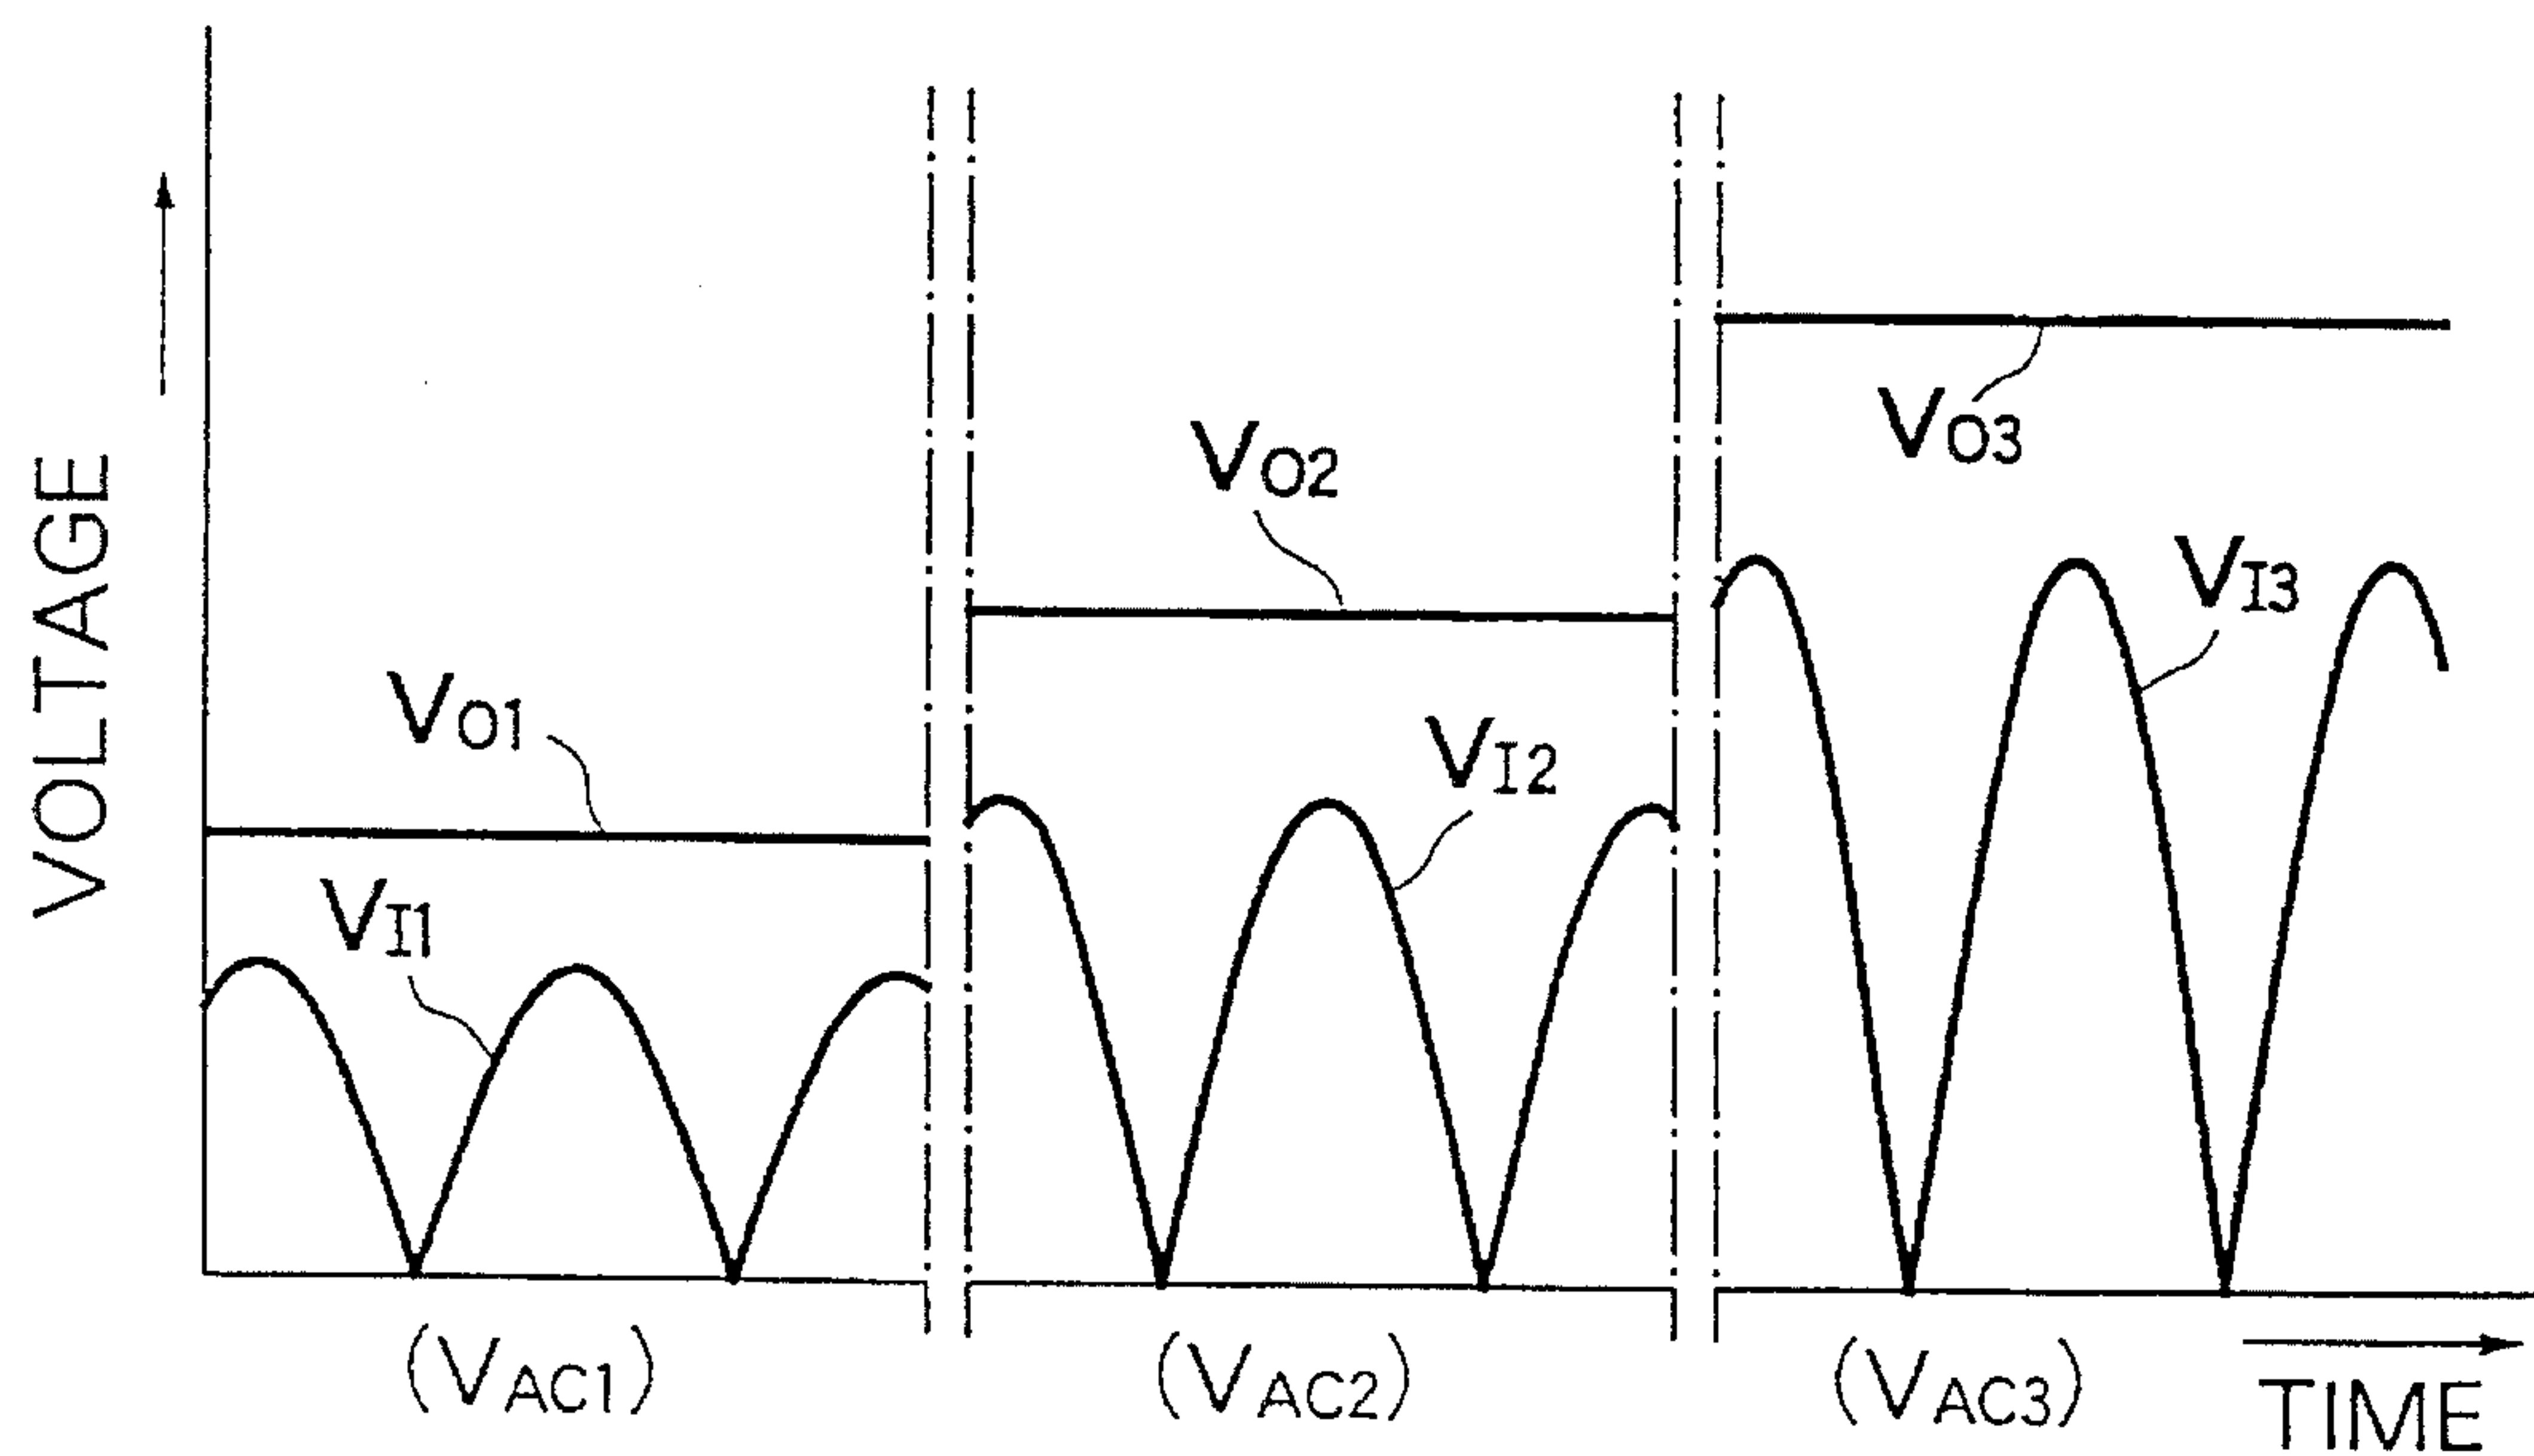 VOLTAGE
VO1
VI1
VO2
VI2
VO3
VI3
(VAC1)
(VAC2)
(VAC3)
TIME